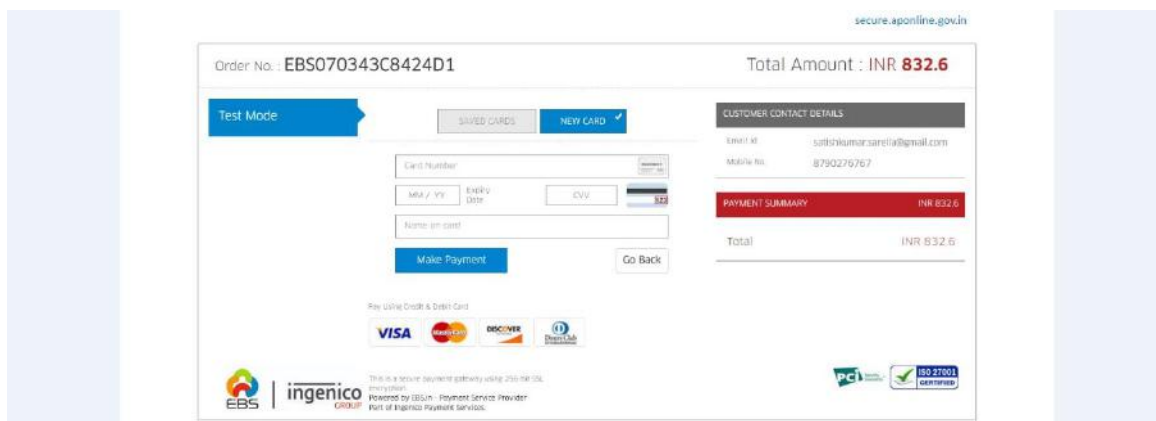 secure.aponline.gov.in
Order No. : EBS070343C8424D1
Total Amount : INR 832.6
Test Mode
SAVED CARDS
NEW CARD
Card Number
MM / YY
Expiry
Date
CVV
123
Name on card
Make Payment
Go Back
Pay Using Credit & Debit Card
VISA
MasterCard
DISCOVER
Diners Club
CUSTOMER CONTACT DETAILS
Email Id
satishkumar.sarella@gmail.com
Mobile No.
8790276767
PAYMENT SUMMARY
INR 832.6
Total
INR 832.6
EBS
ingenico
GROUP
This is a secure payment gateway using 256 bit SSL
encryption.
Powered by EBS.in - Payment Service Provider
Part of Ingenico Payment Services.
PCI
ISO 27001
CERTIFIED